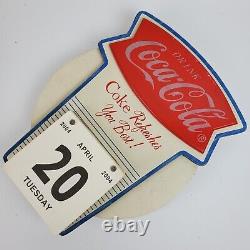 DRINK
Coca-Cola ®
Coke Refreshes
You Best!
2004 APRIL 2004
20
TUESDAY